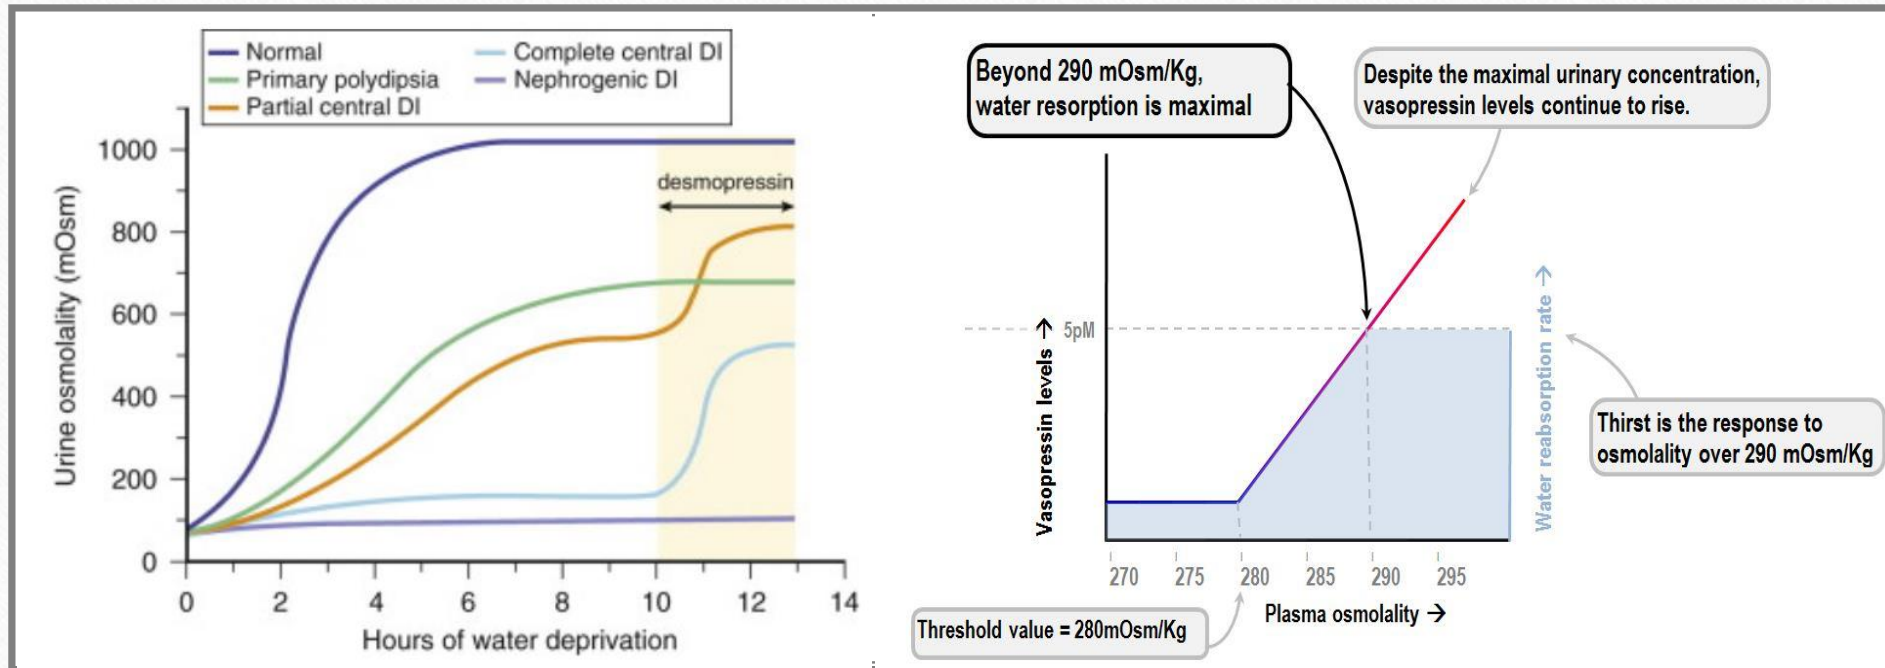 Normal
Primary polydipsia
Partial central DI
Complete central DI
Nephrogenic DI
Urine osmolality (mOsm)
1000
800
600
400
200
0
desmopressin
0 2 4 6 8 10 12 14
Hours of water deprivation
Beyond 290 mOsm/Kg,
water resorption is maximal
Despite the maximal urinary concentration,
vasopressin levels continue to rise.
Vasopressin levels →
5pM
Water reabsorption rate →
Thirst is the response to
osmolality over 290 mOsm/Kg
270 275 280 285 290 295
Plasma osmolality →
Threshold value = 280mOsm/Kg